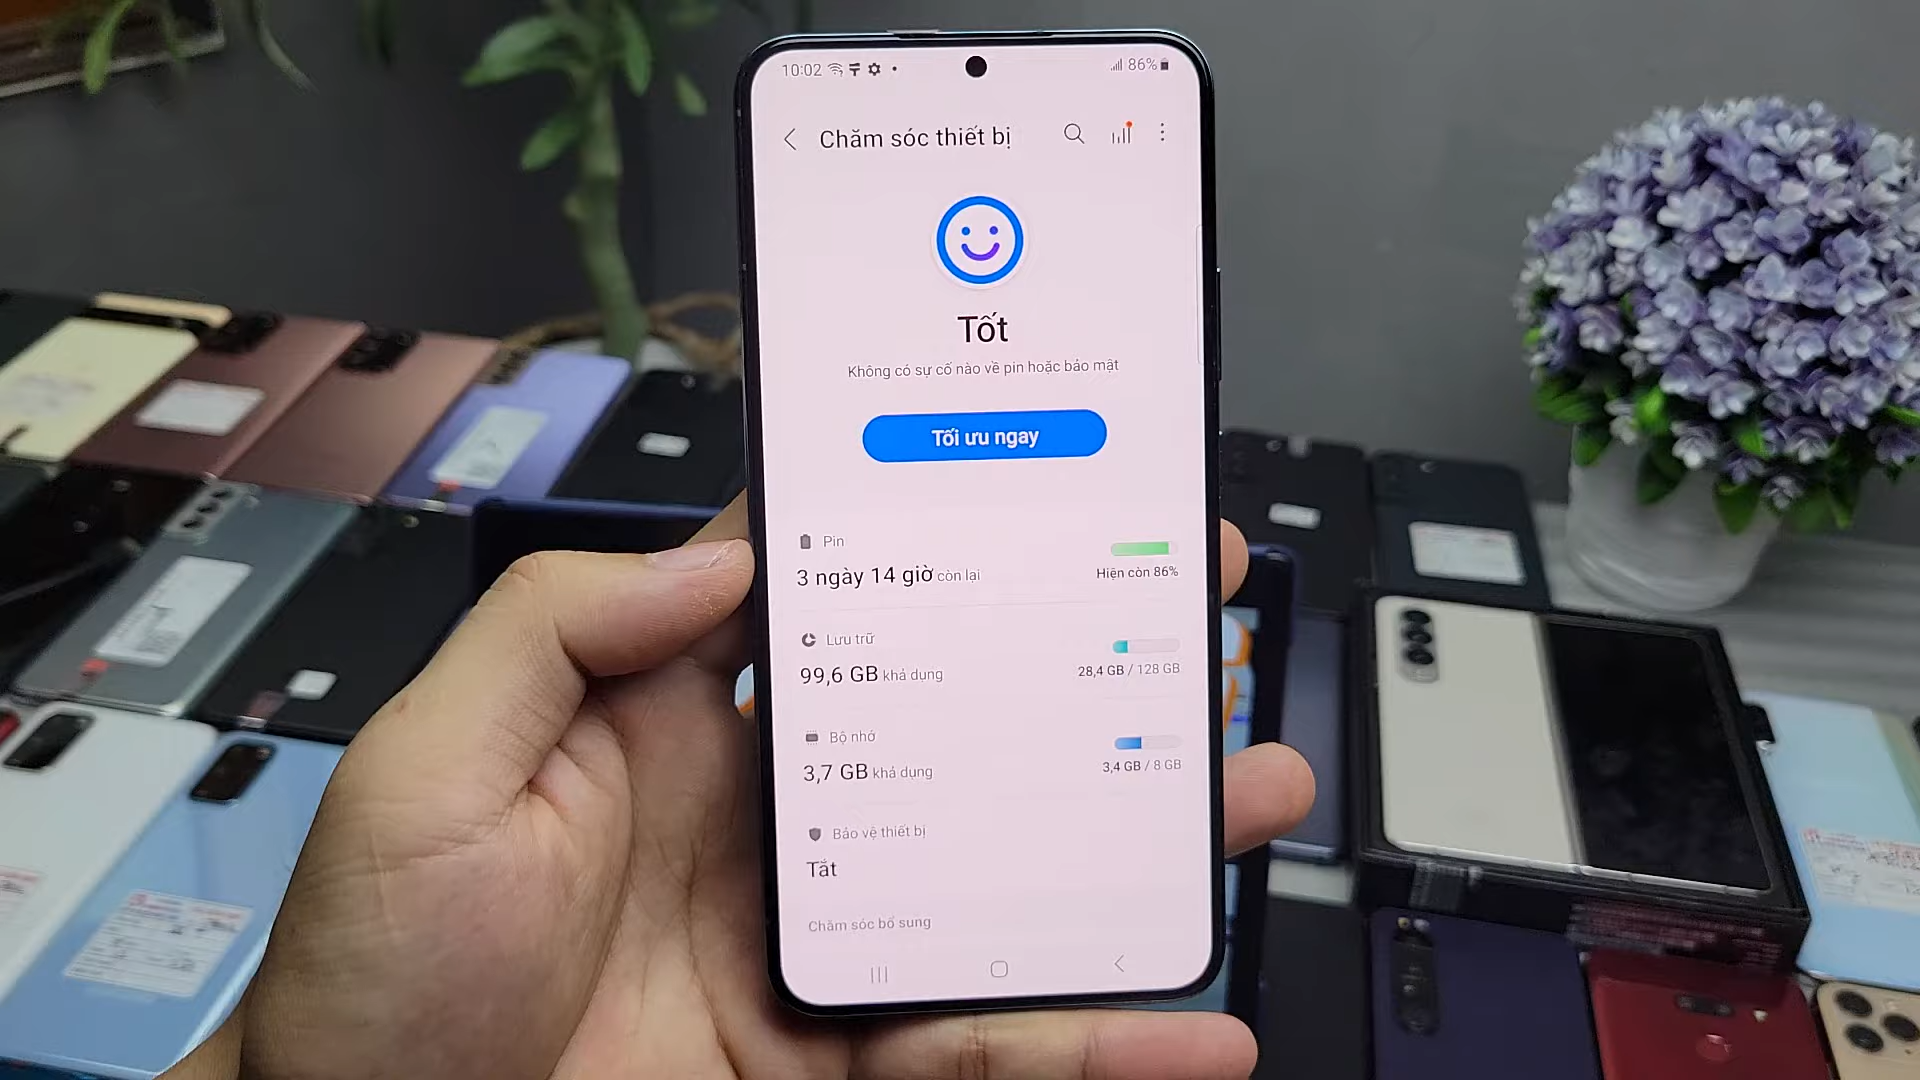 10:02
86%
Chăm sóc thiết bị
Tốt
Không có sự cố nào về pin hoặc bảo mật
Tối ưu ngay
Pin
3 ngày 14 giờ còn lại
Hiện còn 86%
Lưu trữ
99,6 GB khả dụng
28,4 GB / 128 GB
Bộ nhớ
3,7 GB khả dụng
3,4 GB / 8 GB
Bảo vệ thiết bị
Tắt
Chăm sóc bổ sung